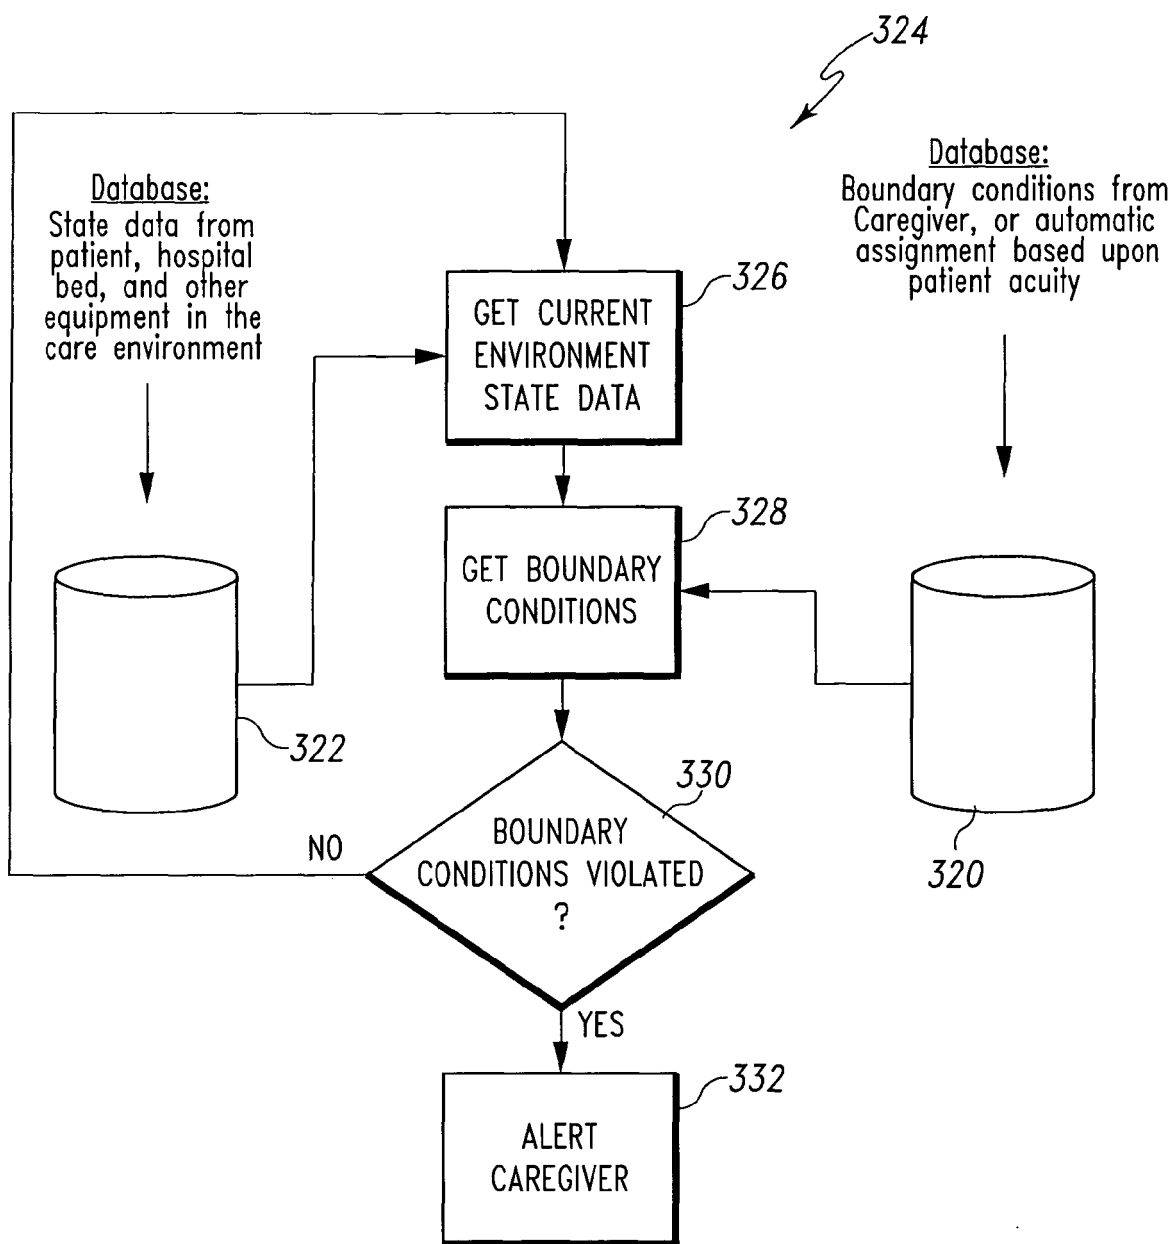 324
Database:
State data from
patient, hospital
bed, and other
equipment in the
care environment
Database:
Boundary conditions from
Caregiver, or automatic
assignment based upon
patient acuity
326
GET CURRENT
ENVIRONMENT
STATE DATA
328
GET BOUNDARY
CONDITIONS
322
330
BOUNDARY
CONDITIONS VIOLATED
?
NO
320
YES
332
ALERT
CAREGIVER